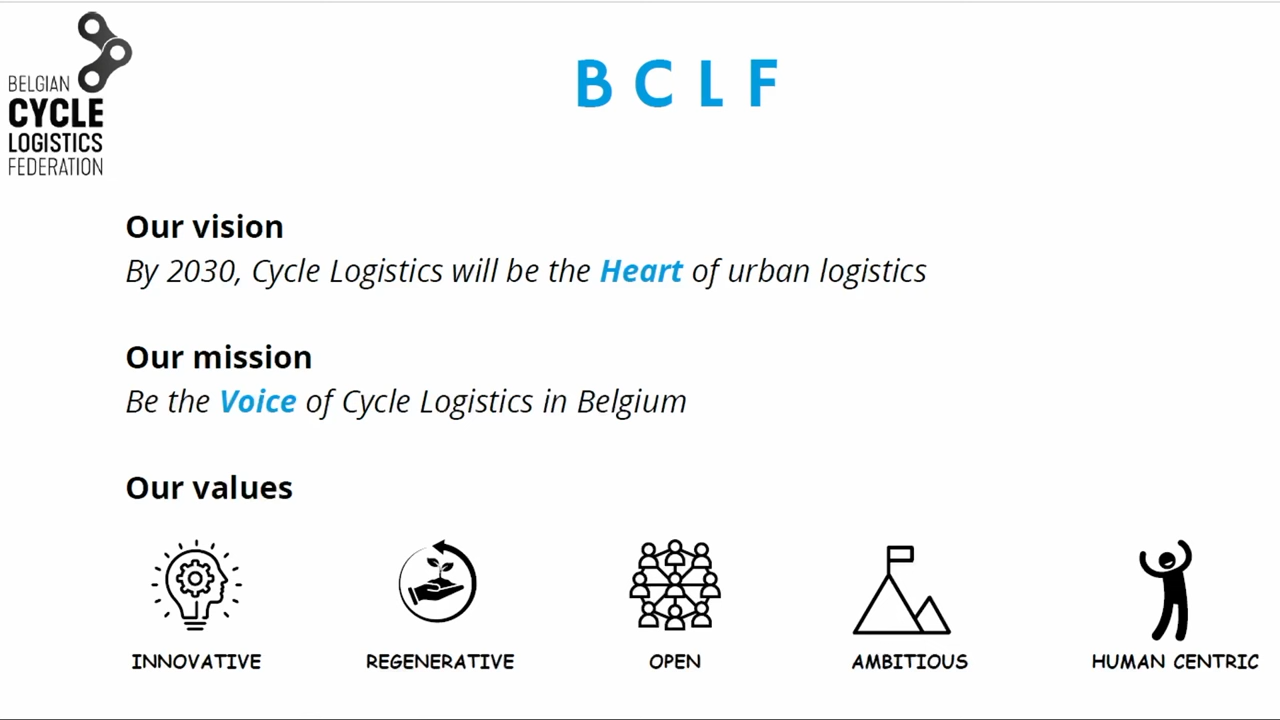 BELGIAN
CYCLE
LOGISTICS
FEDERATION
B C L F
Our vision
By 2030, Cycle Logistics will be the Heart of urban logistics
Our mission
Be the Voice of Cycle Logistics in Belgium
Our values
INNOVATIVE
REGENERATIVE
OPEN
AMBITIOUS
HUMAN CENTRIC